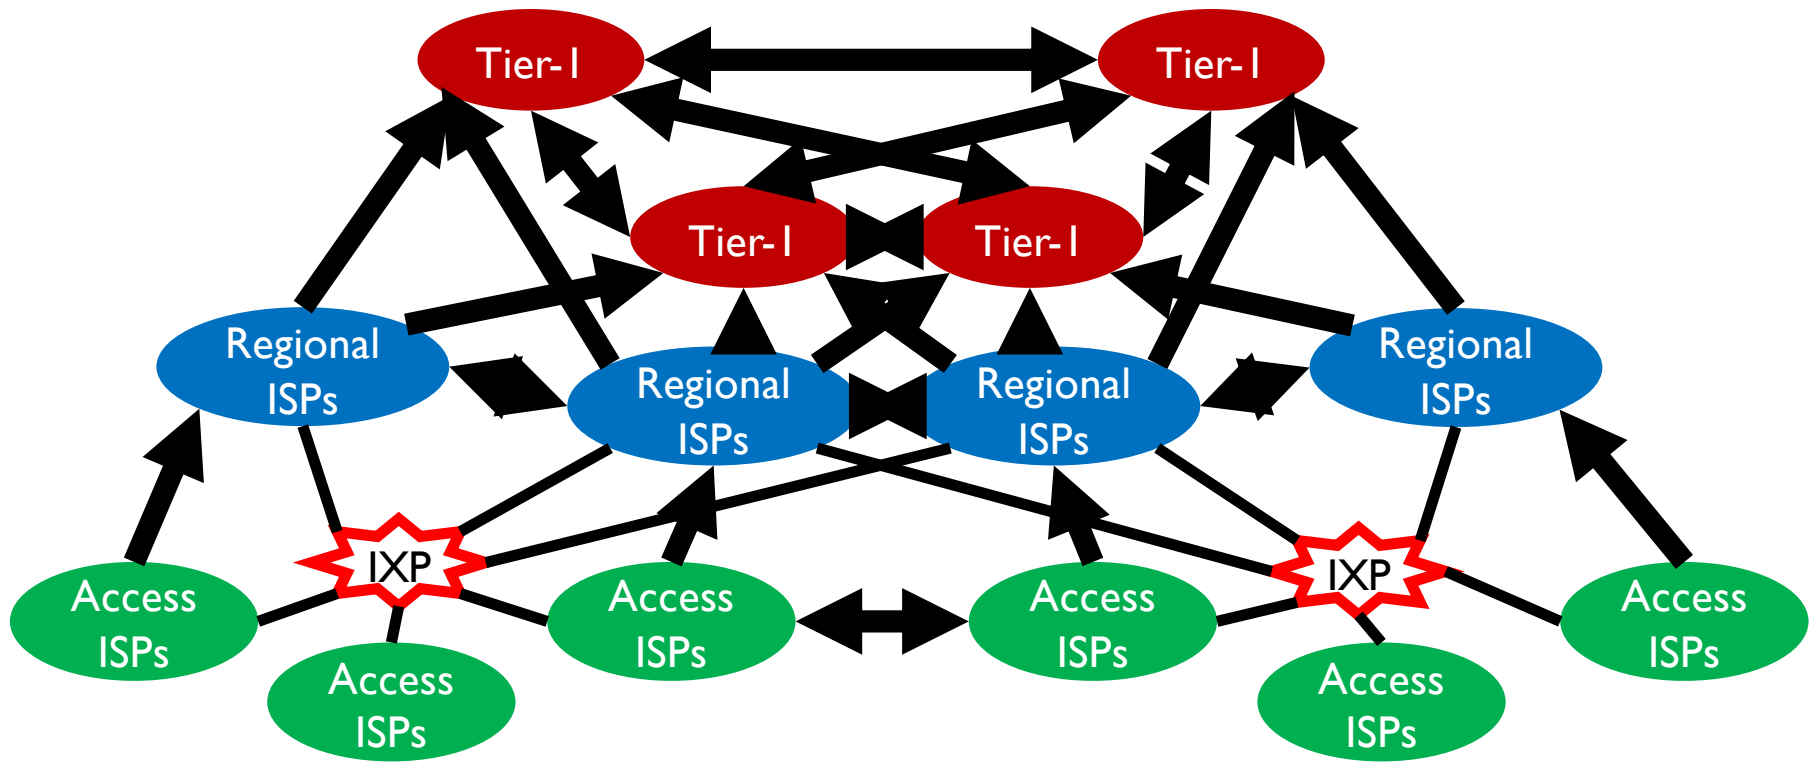 Tier-1
Tier-1
Tier-1
Tier-1
Regional
ISPs
Regional
ISPs
Regional
ISPs
Regional
ISPs
IXP
IXP
Access
ISPs
Access
ISPs
Access
ISPs
Access
ISPs
Access
ISPs
Access
ISPs